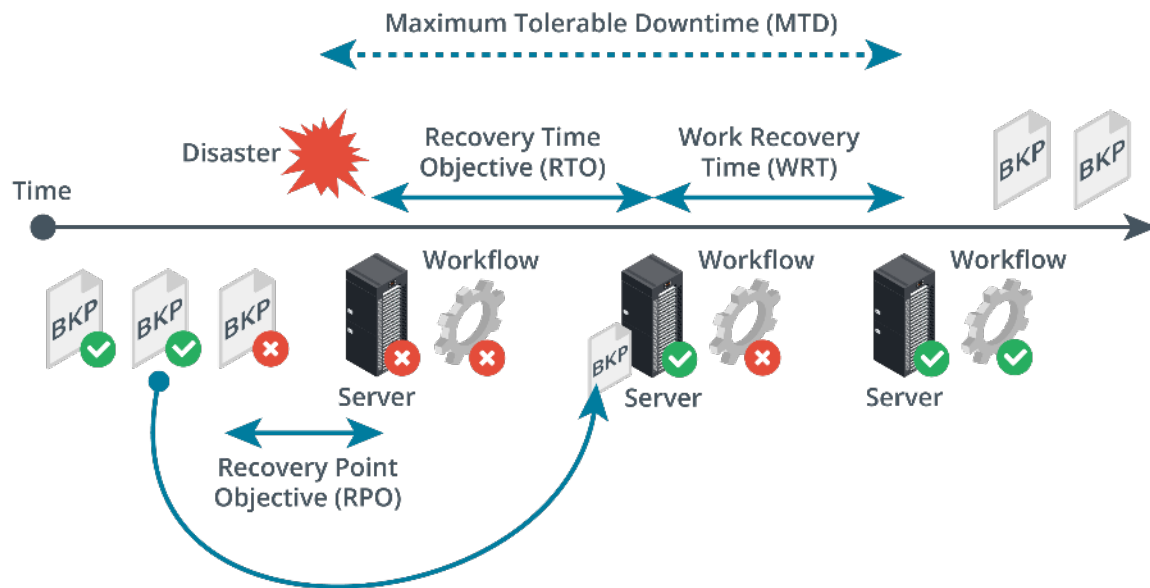 Maximum Tolerable Downtime (MTD)
Disaster
Recovery Time
Objective (RTO)
Work Recovery
Time (WRT)
BKP
BKP
Time
BKP
BKP
BKP
Workflow
Server
Workflow
BKP
Server
Workflow
Server
Recovery Point
Objective (RPO)